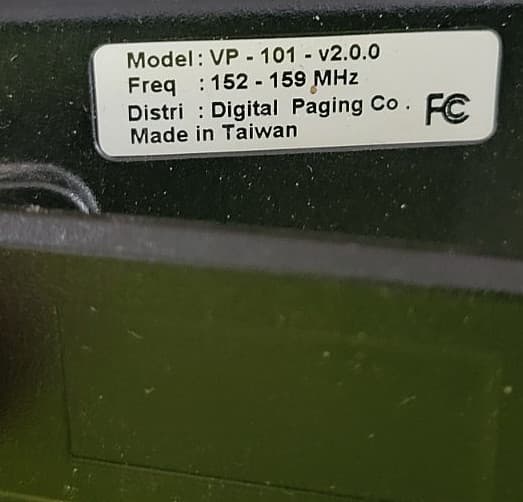 Model: VP - 101 - v2.0.0
Freq : 152 - 159 MHz
Distri : Digital Paging Co.
Made in Taiwan
FC